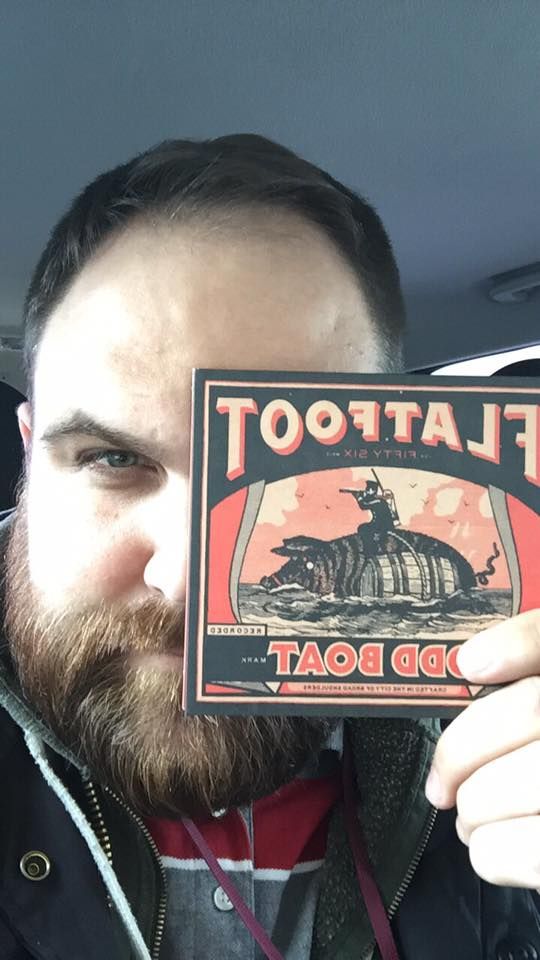 FLATFOOT
FIFTY SIX
RECORDED
ODD BOAT
MARK
CRAFTED IN THE CITY OF BROAD SHOULDERS